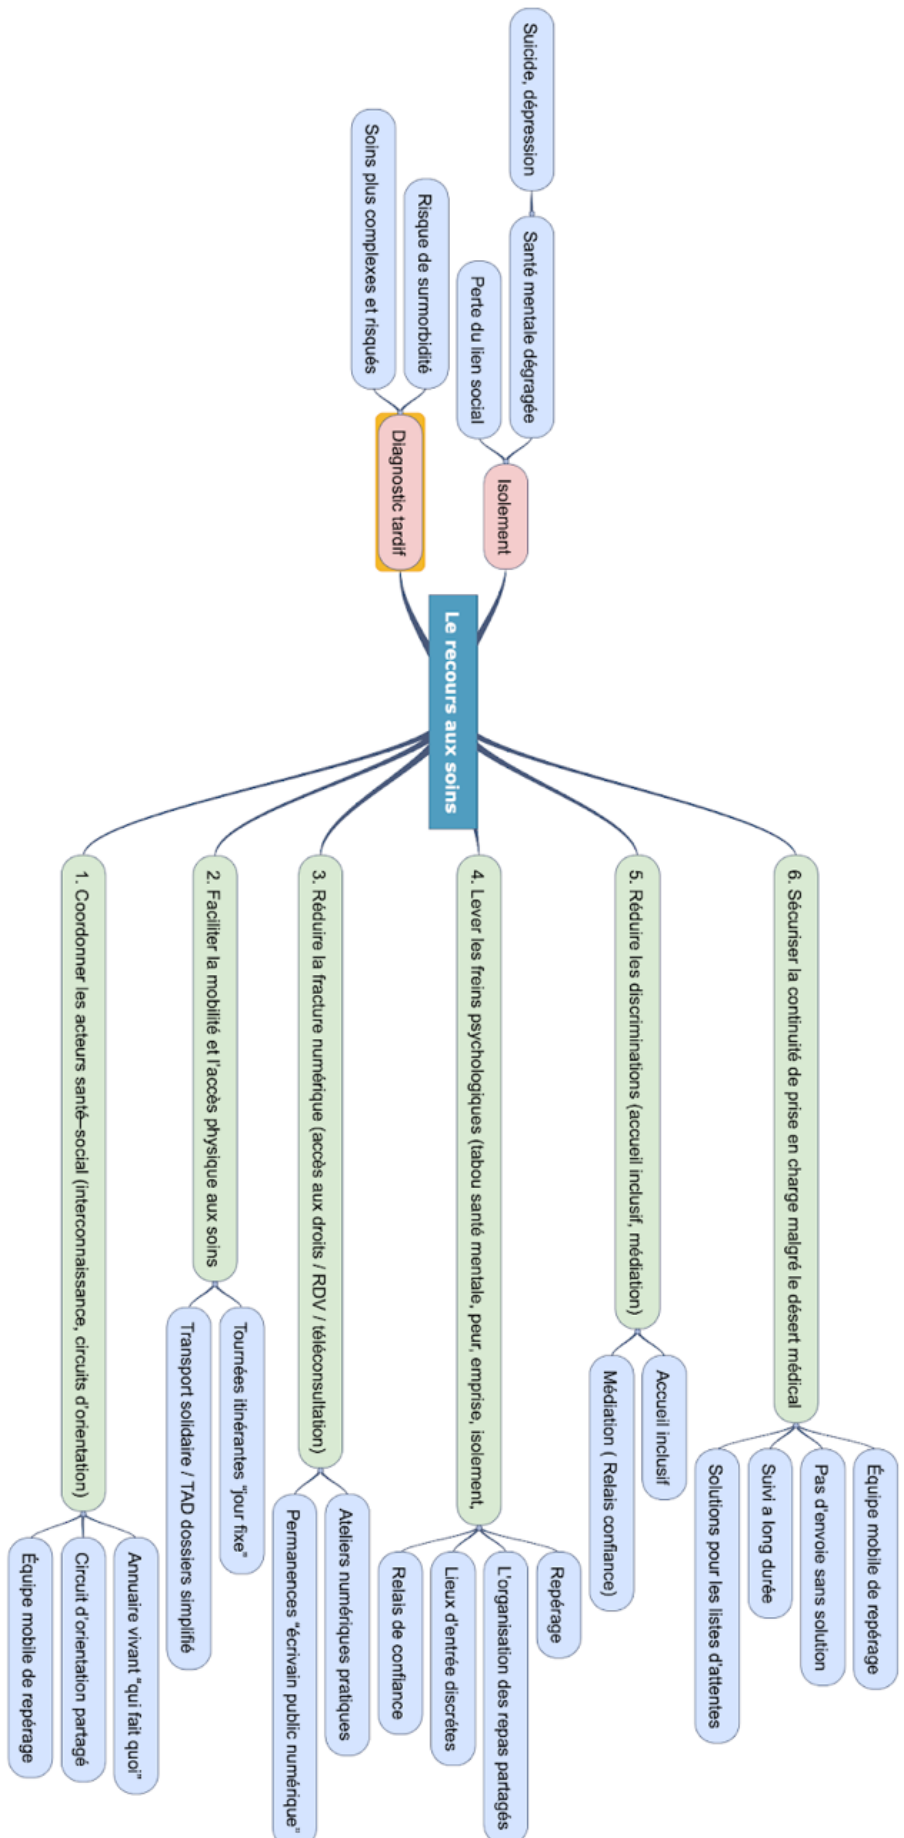 Le recours aux soins
Isolement
Santé mentale dégragée
Suicide, dépression
Perte du lien social
Diagnostic tardif
Risque de surmorbidité
Soins plus complexes et risqués
6. Sécuriser la continuité de prise en charge malgré le désert médical
Équipe mobile de repérage
Pas d'envoie sans solution
Suivi a long durée
Solutions pour les listes d'attentes
5. Réduire les discriminations (accueil inclusif, médiation)
Accueil inclusif
Médiation ( Relais confiance)
4. Lever les freins psychologiques (tabou santé mentale, peur, emprise, isolement,
Repérage
L'organisation des repas partagés
Lieux d'entrée discrétes
Relais de confiance
3. Réduire la fracture numérique (accès aux droits / RDV / téléconsultation)
Ateliers numériques pratiques
Permanences "écrivain public numérique"
2. Faciliter la mobilité et l'accès physique aux soins
Tournées itinérantes "jour fixe"
Transport solidaire / TAD dossiers simplifié
1. Coordonner les acteurs santé–social (interconnaissance, circuits d'orientation)
Annuaire vivant "qui fait quoi"
Circuit d'orientation partagé
Équipe mobile de repérage